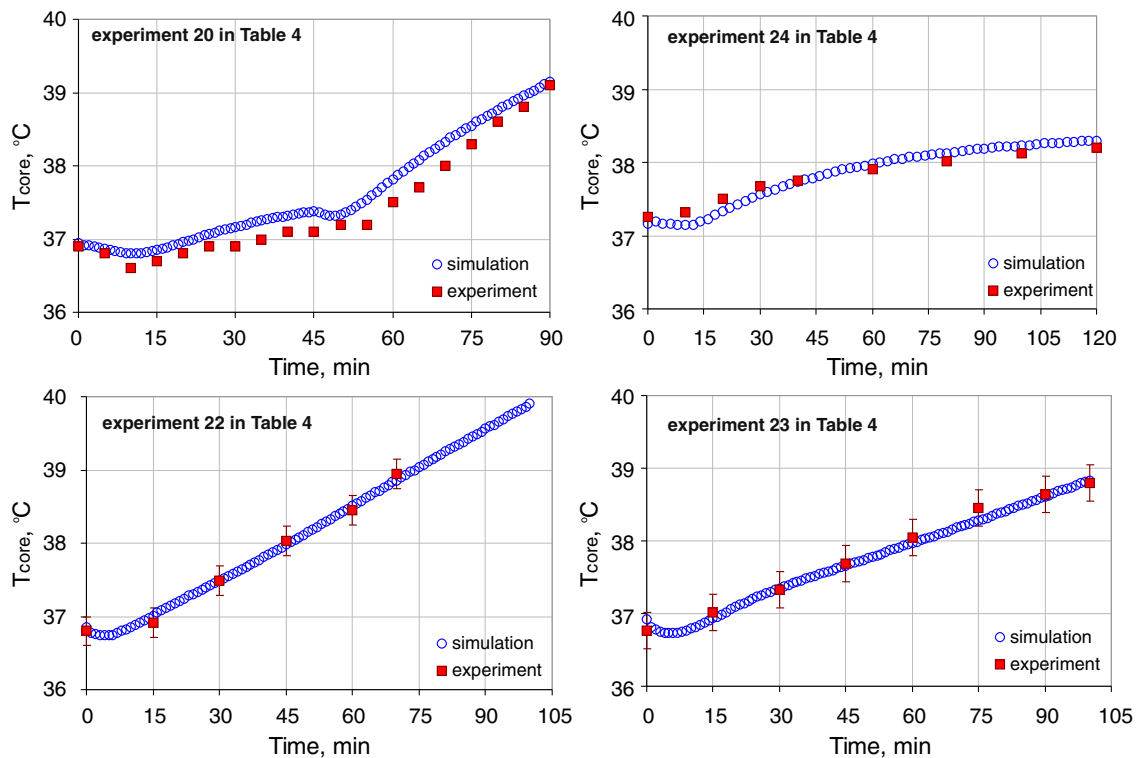 experiment 20 in Table 4
40
39
38
37
36
Tcore, °C
simulation
experiment
0 15 30 45 60 75 90
Time, min
experiment 24 in Table 4
40
39
38
37
36
Tcore, °C
simulation
experiment
0 15 30 45 60 75 90 105 120
Time, min
experiment 22 in Table 4
40
39
38
37
36
Tcore, °C
simulation
experiment
0 15 30 45 60 75 90 105
Time, min
experiment 23 in Table 4
40
39
38
37
36
Tcore, °C
simulation
experiment
0 15 30 45 60 75 90 105
Time, min